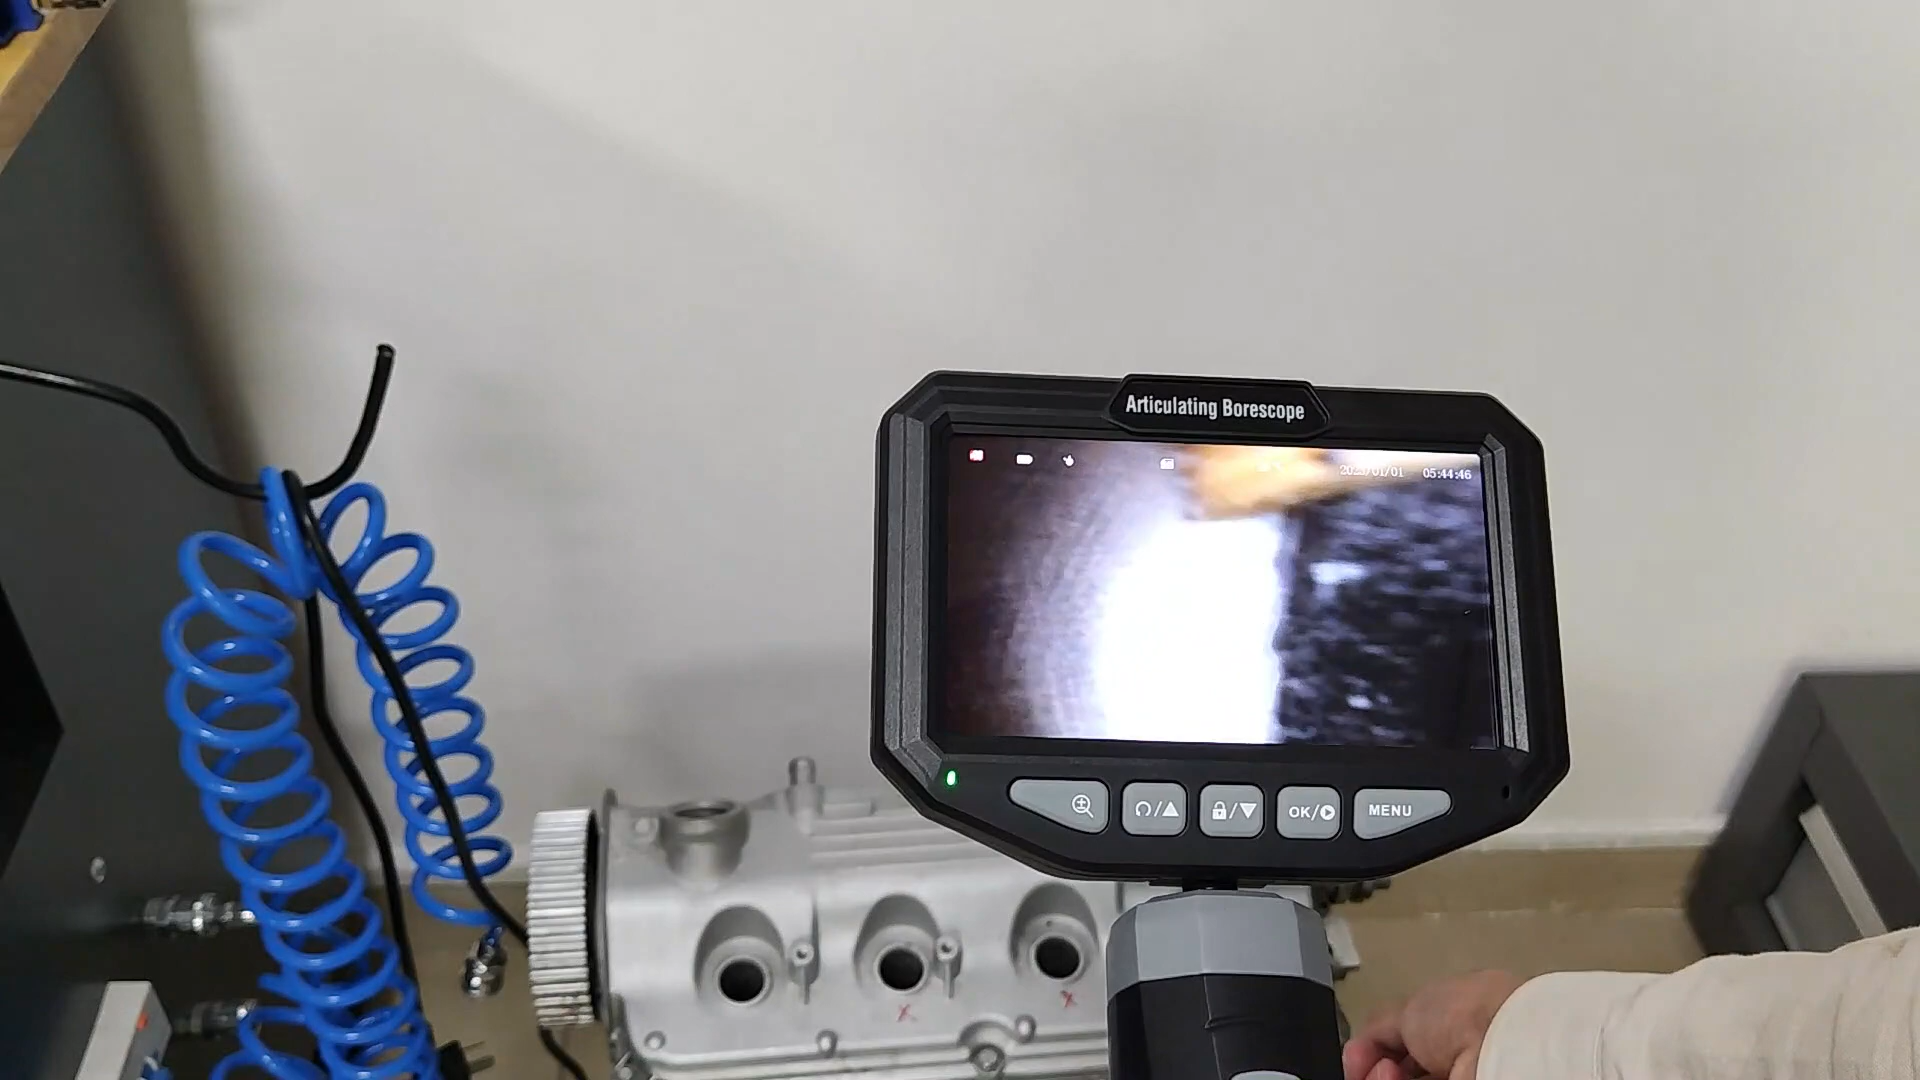 Articulating Borescope
05:44:46
OK/
MENU
X
X